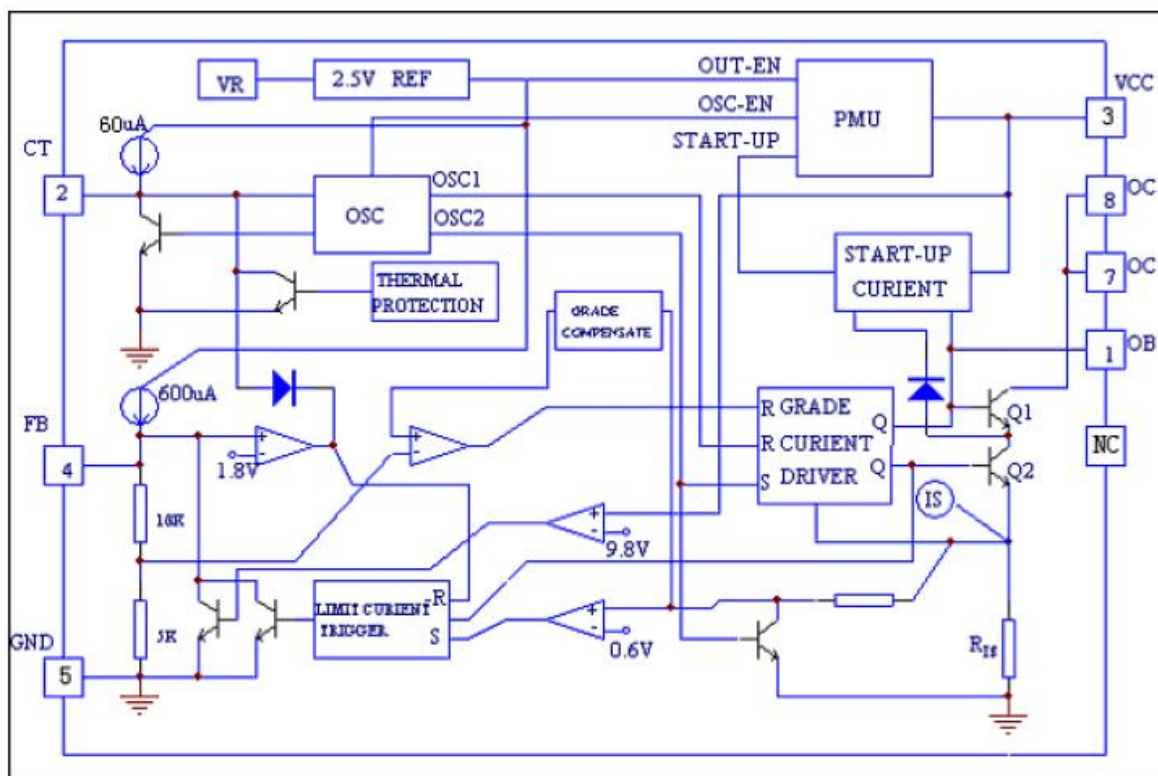 VR
2.5V REF
OUT-EN
OSC-EN
START-UP
PMU
VCC
3
60uA
CT
2
OSC
OSC1
OSC2
OC
8
OC
7
START-UP
CURIENT
THERMAL
PROTECTION
GRADE
COMPENSATE
OB
1
600uA
FB
4
+
-
1.8V
+
-
R GRADE Q
R CURIENT
S DRIVER Q
Q1
Q2
NC
IS
+
-
9.8V
5K
LIMIT CURIENT
TRIGGER
R
S
+
-
0.6V
RIS
GND
5